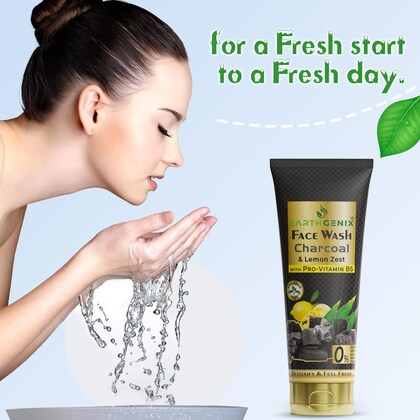 for a Fresh start
to a Fresh day.
EARTHGENIX
FACE WASH
Charcoal
& Lemon Zest
WITH PRO-VITAMIN B5
0%
DETOXIFY & FEEL FRESH